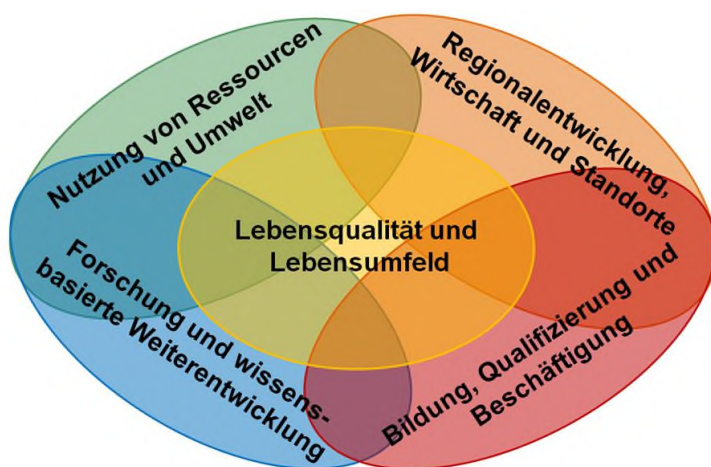 Nutzung von Ressourcen
und Umwelt
Regionalentwicklung,
Wirtschaft und Standorte
Lebensqualität und
Lebensumfeld
Forschung und wissens-
basierte Weiterentwicklung
Bildung, Qualifizierung und
Beschäftigung